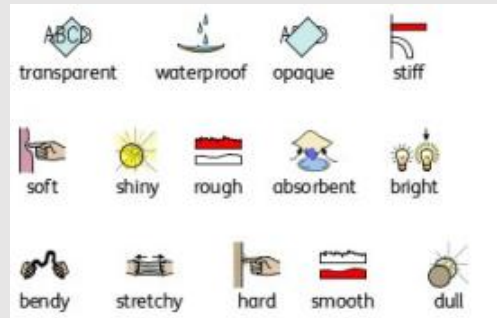 ABCD
transparent waterproof opaque stiff
soft shiny rough absorbent bright
bendy stretchy hard smooth dull